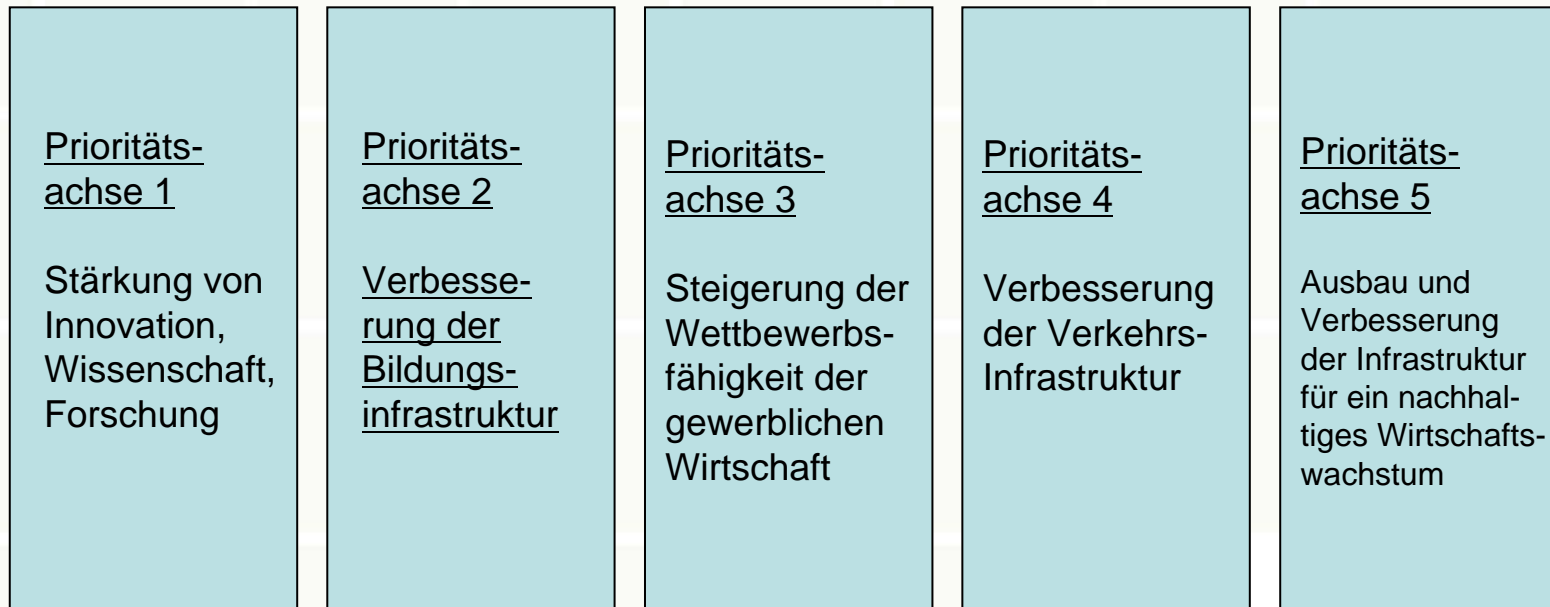 Prioritäts-
achse 1
Stärkung von
Innovation,
Wissenschaft,
Forschung
Prioritäts-
achse 2
Verbesse-
rung der
Bildungs-
infrastruktur
Prioritäts-
achse 3
Steigerung der
Wettbewerbs-
fähigkeit der
gewerblichen
Wirtschaft
Prioritäts-
achse 4
Verbesserung
der Verkehrs-
Infrastruktur
Prioritäts-
achse 5
Ausbau und
Verbesserung
der Infrastruktur
für ein nachhal-
tiges Wirtschafts-
wachstum